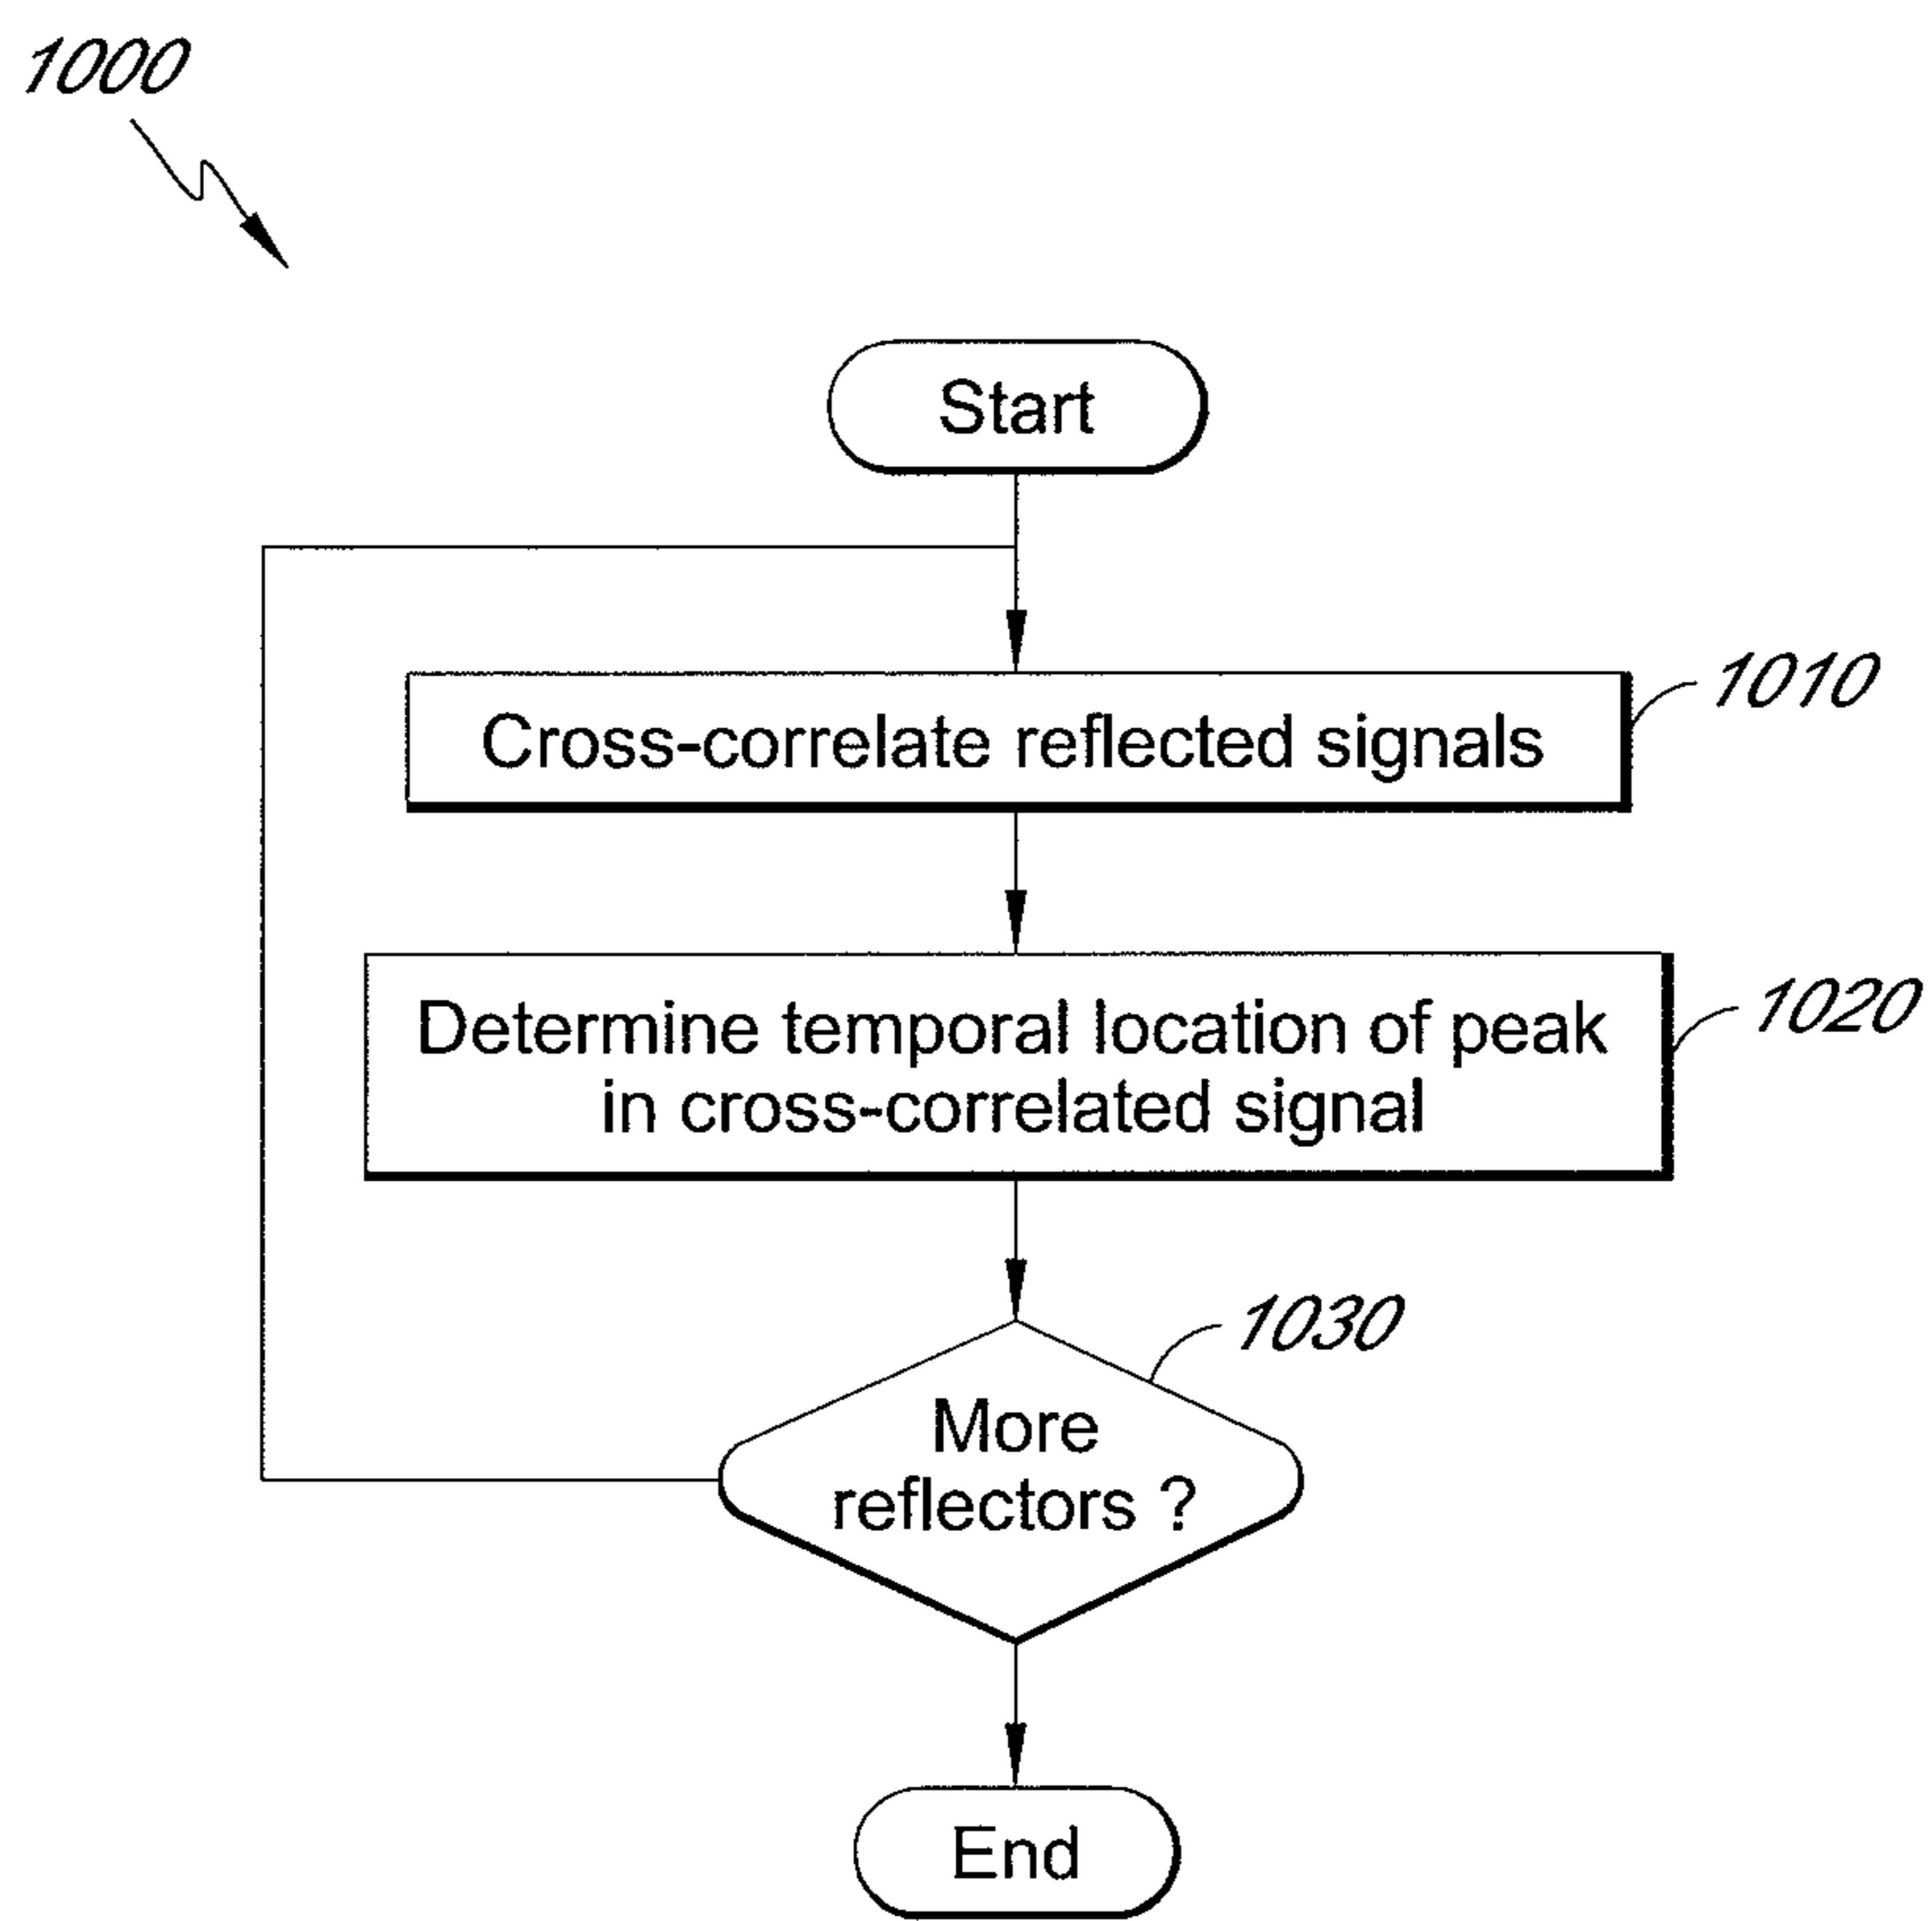 1000
Start
Cross-correlate reflected signals
1010
Determine temporal location of peak
in cross-correlated signal
1020
1030
More
reflectors ?
End